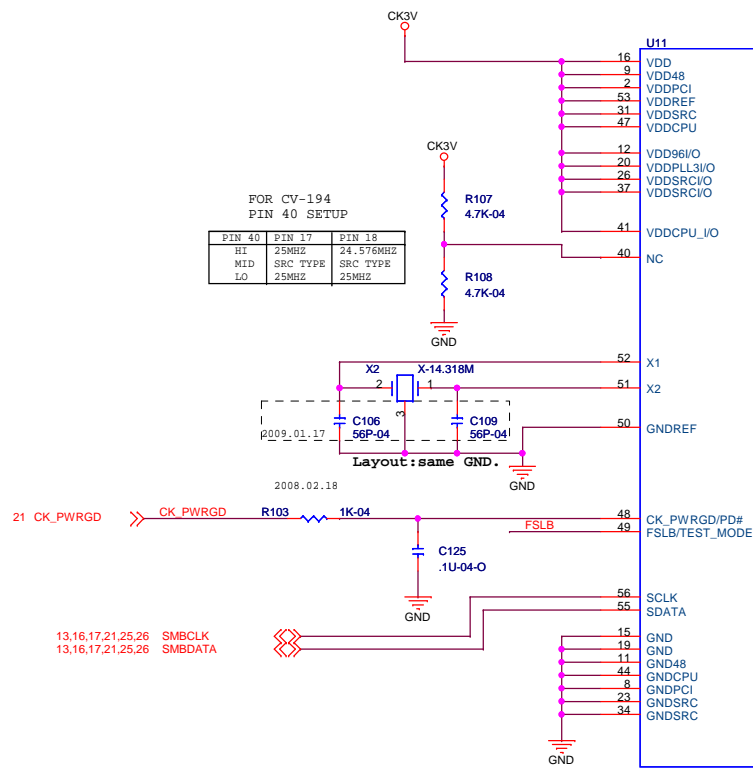 CK3V
U11
16 VDD
9 VDD48
2 VDDPCI
53 VDDREF
31 VDDSRC
47 VDDCPU
12 VDD96I/O
20 VDDPLL3I/O
26 VDDSRCI/O
37 VDDSRCI/O
41 VDDCPU_I/O
40 NC
CK3V
R107
4.7K-04
R108
4.7K-04
GND
FOR CV-194
PIN 40 SETUP
PIN 40 PIN 17 PIN 18
HI 25MHZ 24.576MHZ
MID SRC TYPE SRC TYPE
LO 25MHZ 25MHZ
52 X1
X2 X-14.318M
2 1 51 X2
3
C106 C109
56P-04 56P-04
50 GNDREF
2009.01.17
Layout:same GND.
GND
2008.02.18
21 CK_PWRGD CK_PWRGD R103 1K-04 48 CK_PWRGD/PD#
FSLB 49 FSLB/TEST_MODE
C125
.1U-04-O
GND
56 SCLK
55 SDATA
13,16,17,21,25,26 SMBCLK
13,16,17,21,25,26 SMBDATA
15 GND
19 GND
11 GND48
44 GNDCPU
8 GNDPCI
23 GNDSRC
34 GNDSRC
GND